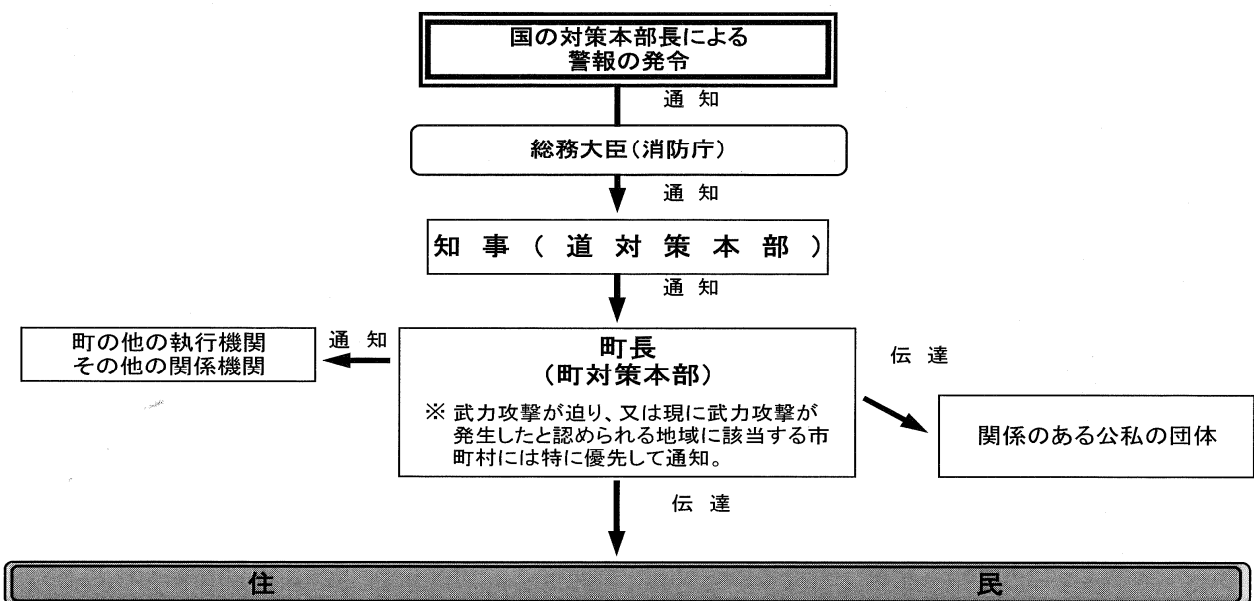 国の対策本部長による
警報の発令
通 知
総務大臣(消防庁)
通 知
知 事 ( 道 対 策 本 部 )
通 知
町の他の執行機関
その他の関係機関
通 知
町長
(町対策本部)
※ 武力攻撃が迫り、又は現に武力攻撃が
発生したと認められる地域に該当する市
町村には特に優先して通知。
伝 達
関係のある公私の団体
伝 達
住 民